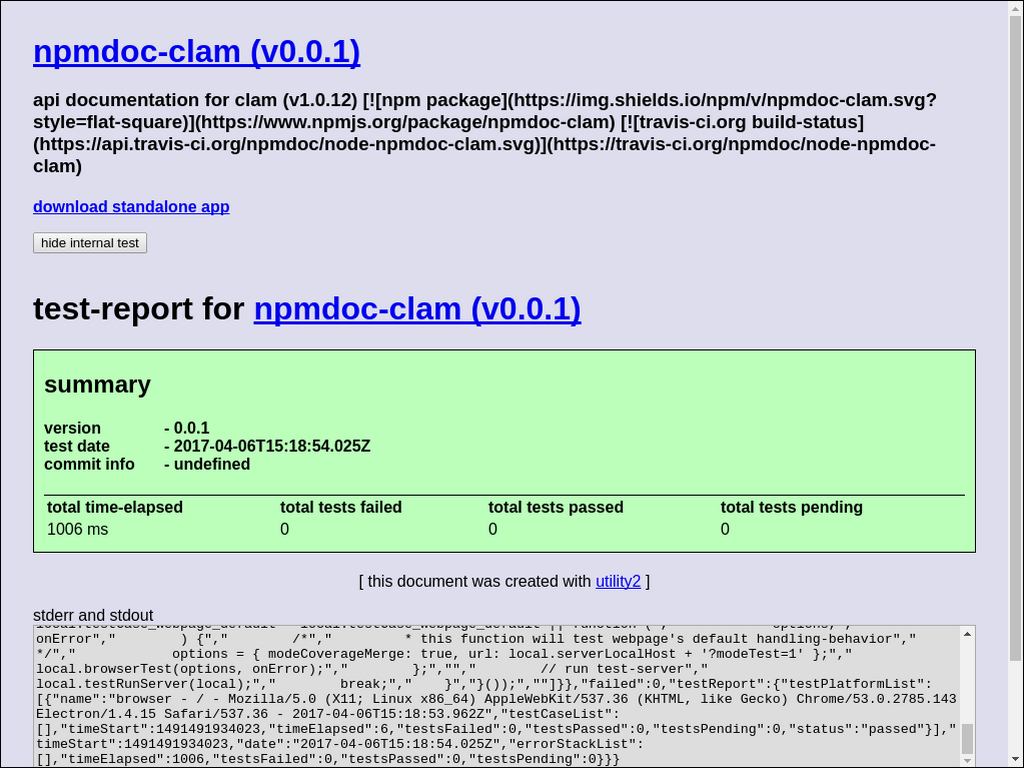 npmdoc-clam (v0.0.1)
api documentation for clam (v1.0.12) [![npm package](https://img.shields.io/npm/v/npmdoc-clam.svg?
style=flat-square)](https://www.npmjs.org/package/npmdoc-clam) [![travis-ci.org build-status]
(https://api.travis-ci.org/npmdoc/node-npmdoc-clam.svg)](https://travis-ci.org/npmdoc/node-npmdoc-
clam)
download standalone app
hide internal test
test-report for npmdoc-clam (v0.0.1)
summary
version - 0.0.1
test date - 2017-04-06T15:18:54.025Z
commit info - undefined
total time-elapsed total tests failed total tests passed total tests pending
1006 ms 0 0 0
[ this document was created with utility2 ]
stderr and stdout
onError","        ) {","        /*","         * this function will test webpage's default handling-behavior","
*/","            options = { modeCoverageMerge: true, url: local.serverLocalHost + '?modeTest=1' };","
local.browserTest(options, onError);","        };","","        // run test-server","
local.testRunServer(local);","        break;","    }","}());",""]}},"failed":0,"testReport":{"testPlatformList":
[{"name":"browser - / - Mozilla/5.0 (X11; Linux x86_64) AppleWebKit/537.36 (KHTML, like Gecko) Chrome/53.0.2785.143
Electron/1.4.15 Safari/537.36 - 2017-04-06T15:18:53.962Z","testCaseList":
[],"timeStart":1491491934023,"timeElapsed":6,"testsFailed":0,"testsPassed":0,"testsPending":0,"status":"passed"}],"
timeStart":1491491934023,"date":"2017-04-06T15:18:54.025Z","errorStackList":
[],"timeElapsed":1006,"testsFailed":0,"testsPassed":0,"testsPending":0}}}